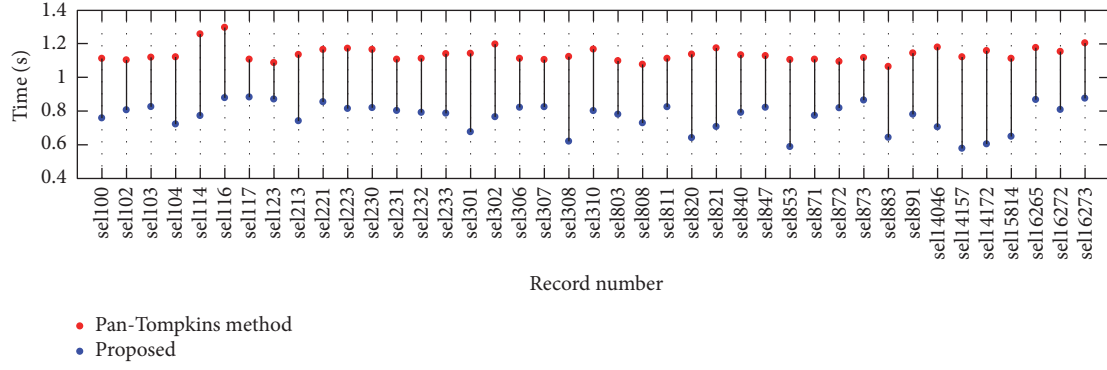 1.4
1.2
1
0.8
0.6
0.4
Time (s)
sel100
sel102
sel103
sel104
sel114
sel116
sel117
sel123
sel213
sel221
sel223
sel230
sel231
sel232
sel233
sel301
sel302
sel306
sel307
sel308
sel310
sel803
sel808
sel811
sel820
sel821
sel840
sel847
sel853
sel871
sel872
sel873
sel883
sel891
sel14046
sel14157
sel14172
sel15814
sel16265
sel16272
sel16273
Record number
Pan-Tompkins method
Proposed